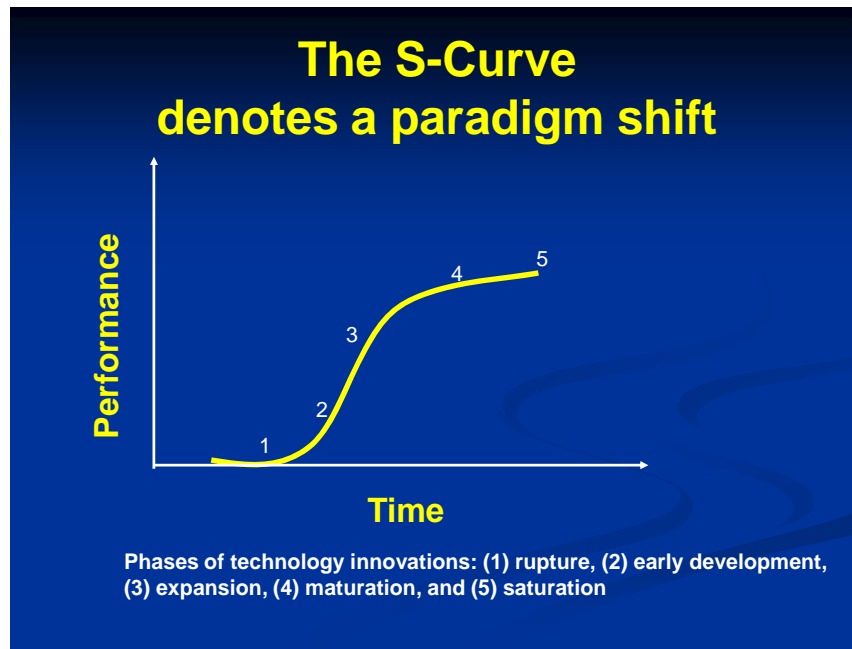 The S-Curve
denotes a paradigm shift
Performance
5
4
3
2
1
Time
Phases of technology innovations: (1) rupture, (2) early development,
(3) expansion, (4) maturation, and (5) saturation